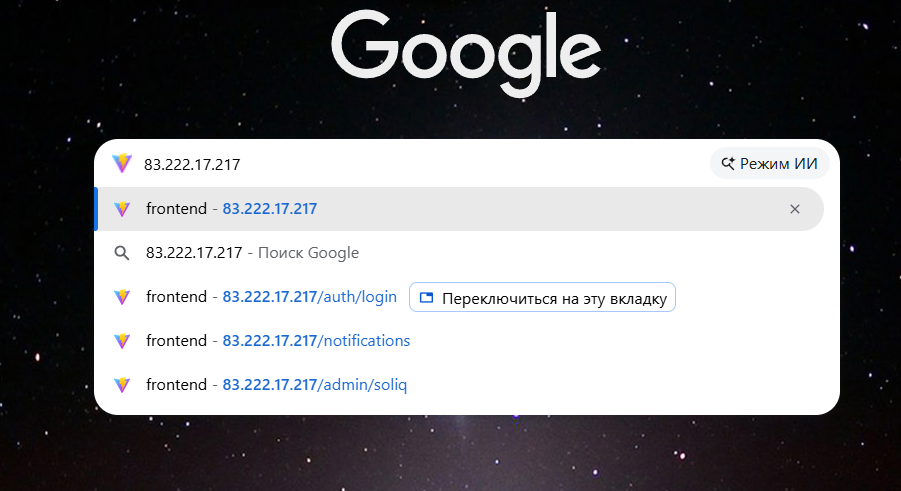 Google
83.222.17.217 Режим ИИ
frontend - 83.222.17.217
83.222.17.217 - Поиск Google
frontend - 83.222.17.217/auth/login Переключиться на эту вкладку
frontend - 83.222.17.217/notifications
frontend - 83.222.17.217/admin/soliq